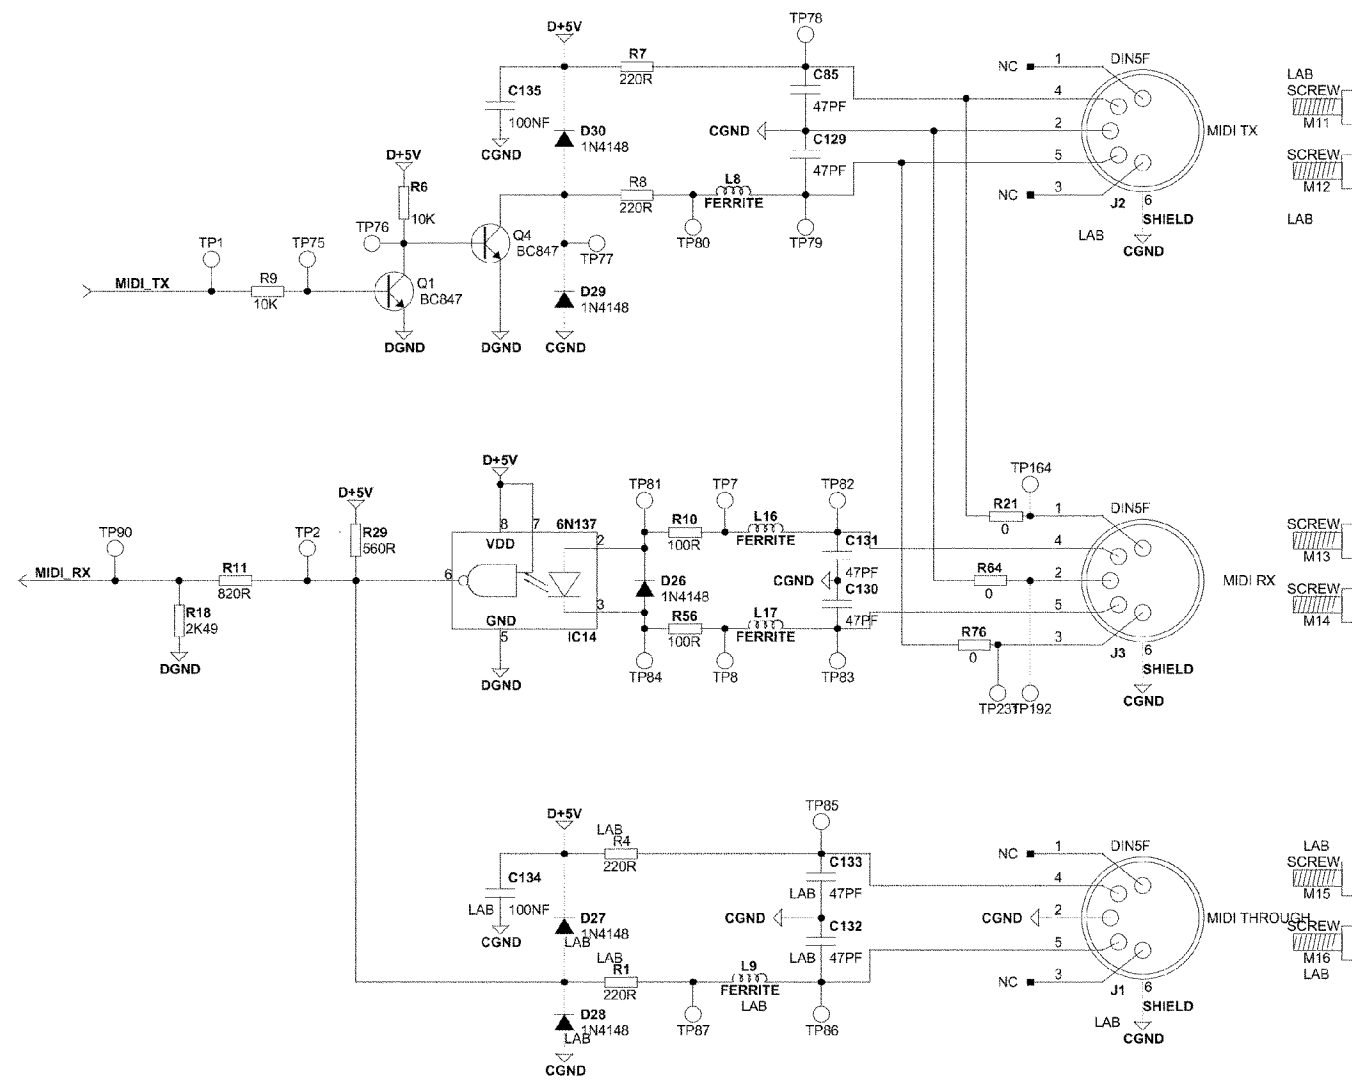 TP78
D+5V
R7
220R
C85
47PF
NC
1
DIN5F
LAB
SCREW
M11
C135
100NF
CGND
4
D30
1N4148
CGND
C129
47PF
2
MIDI TX
5
SCREW
M12
D+5V
R6
10K
R8
220R
L8
FERRITE
NC
3
J2
6
SHIELD
LAB
LAB
CGND
TP76
Q4
BC847
TP77
TP80
TP79
TP1
TP75
MIDI_TX
R9
10K
Q1
BC847
D29
1N4148
DGND
DGND
CGND
D+5V
TP164
D+5V
TP81
TP7
TP82
R21
0
1
DIN5F
TP90
TP2
R29
560R
8
7
6N137
VDD
2
R10
100R
L16
FERRITE
C131
47PF
4
SCREW
M13
MIDI_RX
R11
820R
6
D26
1N4148
CGND
C130
47PF
R64
0
2
MIDI RX
R18
2K49
GND
3
5
IC14
R56
100R
L17
FERRITE
5
SCREW
M14
R76
0
3
J3
6
SHIELD
DGND
DGND
TP84
TP8
TP83
CGND
TP231
TP192
TP85
D+5V
LAB
R4
220R
C133
LAB
47PF
NC
1
DIN5F
LAB
SCREW
M15
C134
LAB
100NF
CGND
4
D27
1N4148
LAB
CGND
C132
LAB
47PF
CGND
2
MIDI THROUGH
5
SCREW
M16
LAB
LAB
R1
220R
L9
FERRITE
LAB
NC
3
J1
6
SHIELD
D28
1N4148
LAB
TP87
TP86
LAB
CGND
CGND